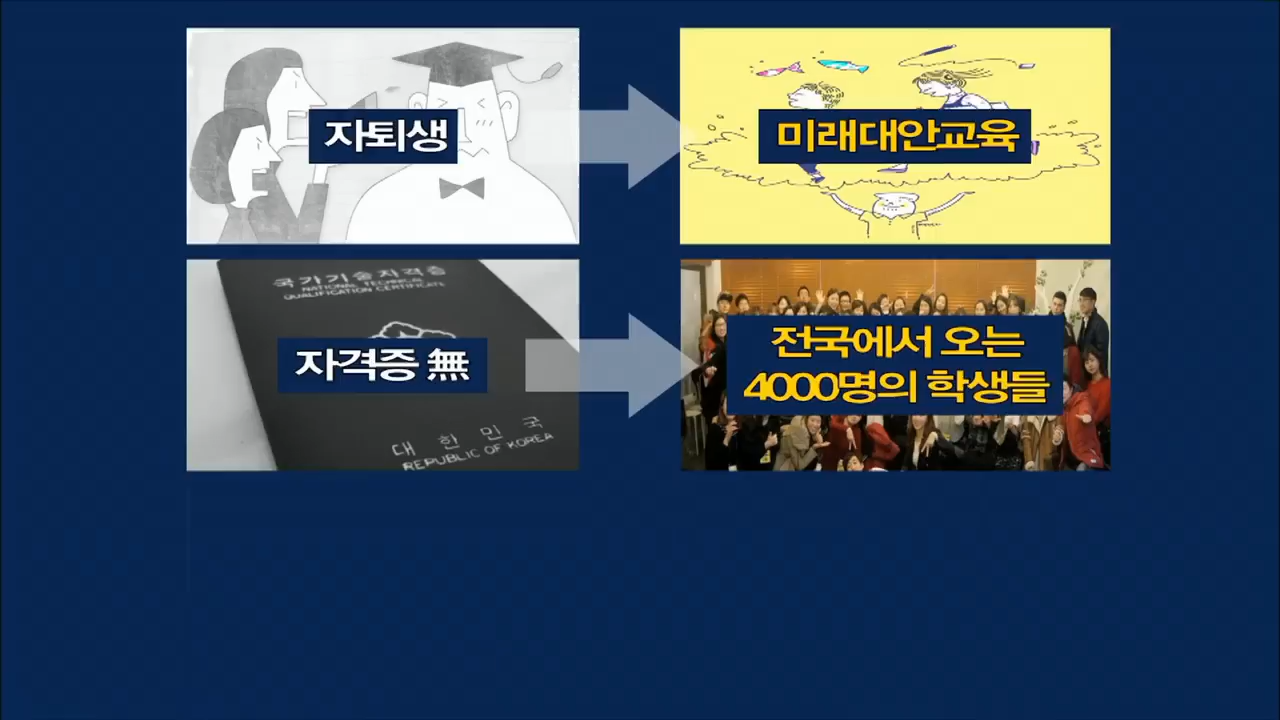 자퇴생
미래대안교육
국가기술자격증
NATIONAL TECHNICAL
QUALIFICATION CERTIFICATE
자격증 無
대한민국
REPUBLIC OF KOREA
전국에서 오는
4000명의 학생들